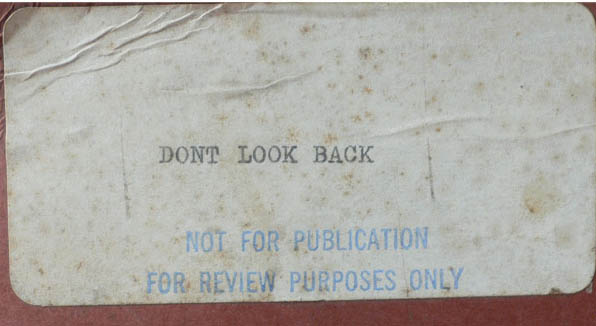 DONT LOOK BACK
NOT FOR PUBLICATION
FOR REVIEW PURPOSES ONLY